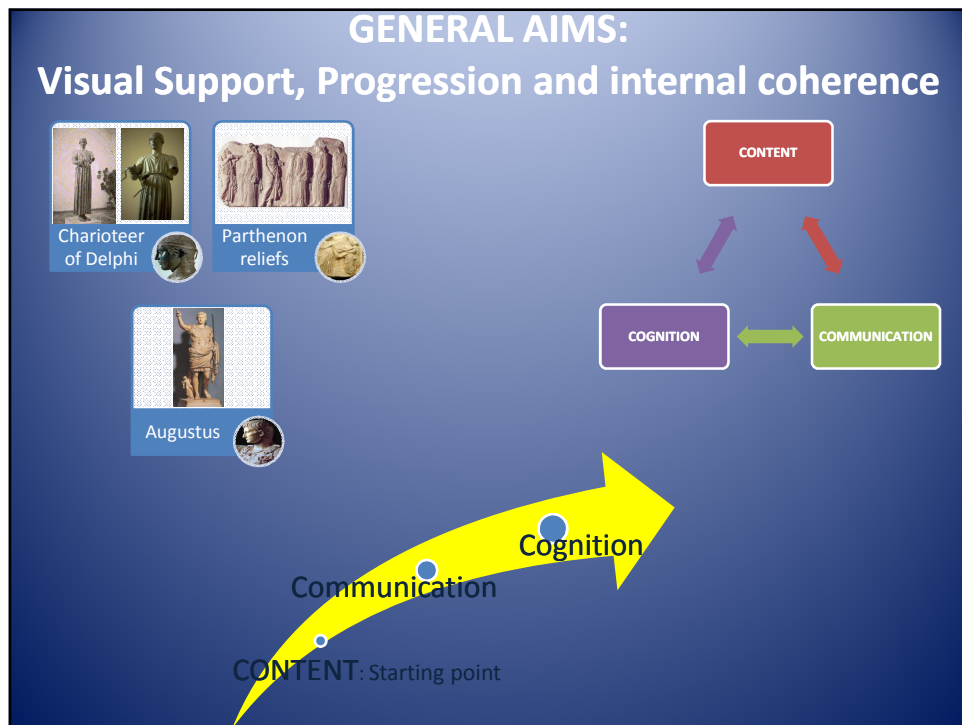 GENERAL AIMS:
Visual Support, Progression and internal coherence
Charioteer
of Delphi
Parthenon
reliefs
Augustus
CONTENT
COGNITION
COMMUNICATION
Cognition
Communication
CONTENT: Starting point